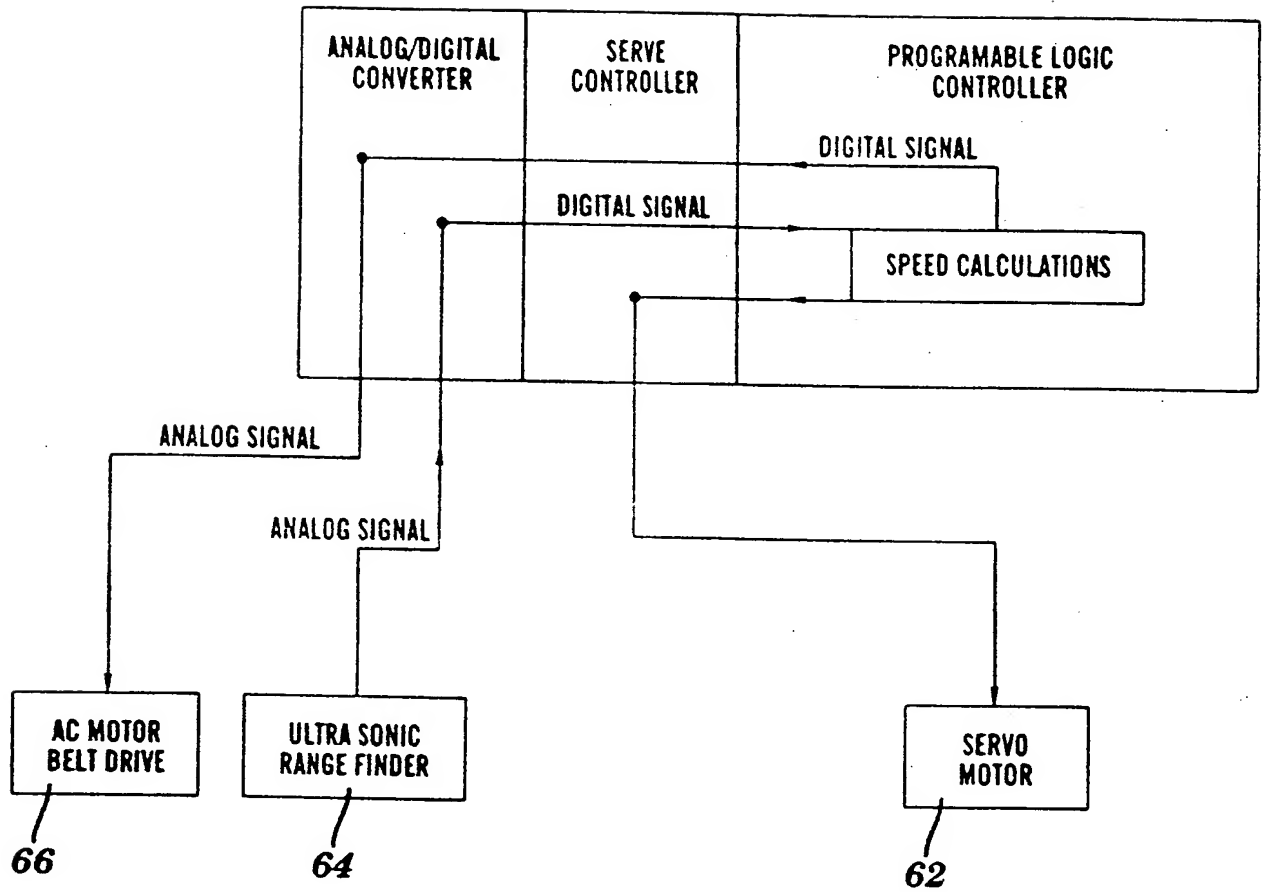 ANALOG/DIGITAL
CONVERTER
SERVE
CONTROLLER
PROGRAMABLE LOGIC
CONTROLLER
DIGITAL SIGNAL
DIGITAL SIGNAL
SPEED CALCULATIONS
ANALOG SIGNAL
ANALOG SIGNAL
AC MOTOR
BELT DRIVE
ULTRA SONIC
RANGE FINDER
SERVO
MOTOR
66
64
62